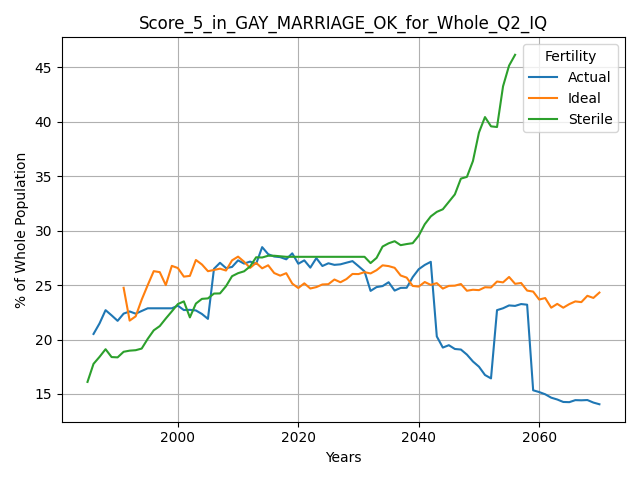 Score_5_in_GAY_MARRIAGE_OK_for_Whole_Q2_IQ
Fertility
Actual
Ideal
Sterile
% of Whole Population
45
40
35
30
25
20
15
2000
2020
2040
2060
Years